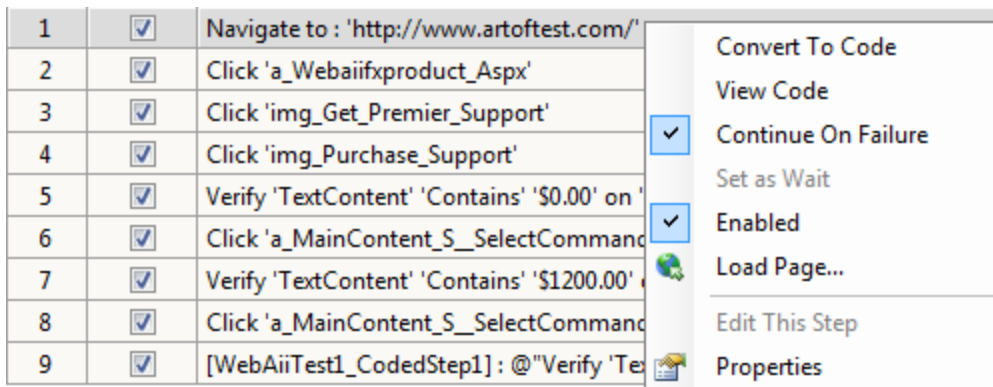 1 Navigate to : 'http://www.artoftest.com/'
2 Click 'a_Webaiifxproduct_Aspx'
3 Click 'img_Get_Premier_Support'
4 Click 'img_Purchase_Support'
5 Verify 'TextContent' 'Contains' '$0.00' on '
6 Click 'a_MainContent_S__SelectCommand
7 Verify 'TextContent' 'Contains' '$1200.00'
8 Click 'a_MainContent_S__SelectCommand
9 [WebAiiTest1_CodedStep1] : @"Verify 'Te
Convert To Code
View Code
Continue On Failure
Set as Wait
Enabled
Load Page...
Edit This Step
Properties